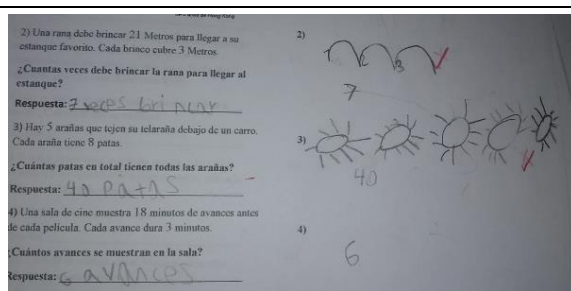 2) Una rana debe brincar 21 Metros para llegar a su
estanque favorito. Cada brinco cubre 3 Metros.
¿Cuantas veces debe brincar la rana para llegar al
estanque?
Respuesta: 7 veces brincar
3) Hay 5 arañas que tejen su telaraña debajo de un carro.
Cada araña tiene 8 patas.
¿Cuántas patas en total tienen todas las arañas?
Respuesta: 40 patas
4) Una sala de cine muestra 18 minutos de avances antes
de cada película. Cada avance dura 3 minutos.
¿Cuántos avances se muestran en la sala?
Respuesta: 6 avances
2)
2 3
7
3)
40
4)
6